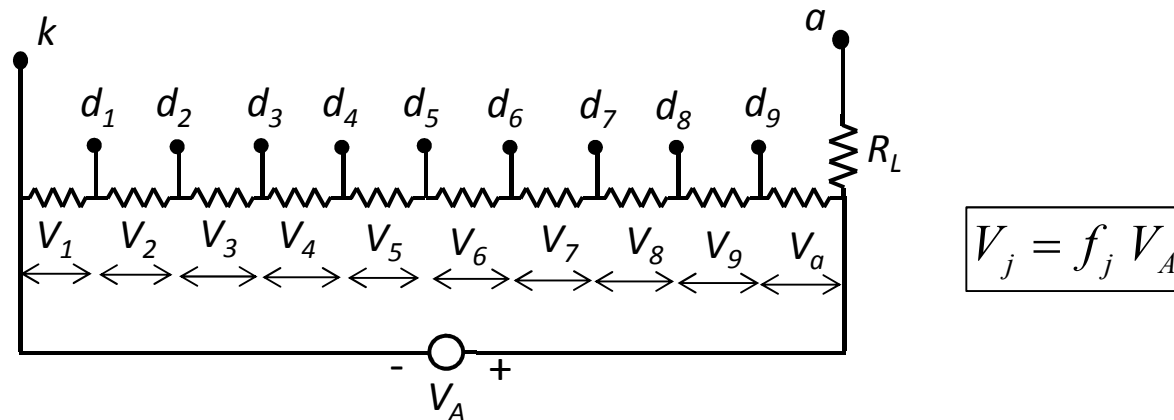 k a
d1 d2 d3 d4 d5 d6 d7 d8 d9
RL
V1 V2 V3 V4 V5 V6 V7 V8 V9 Va
Vj = fj VA
- +
VA